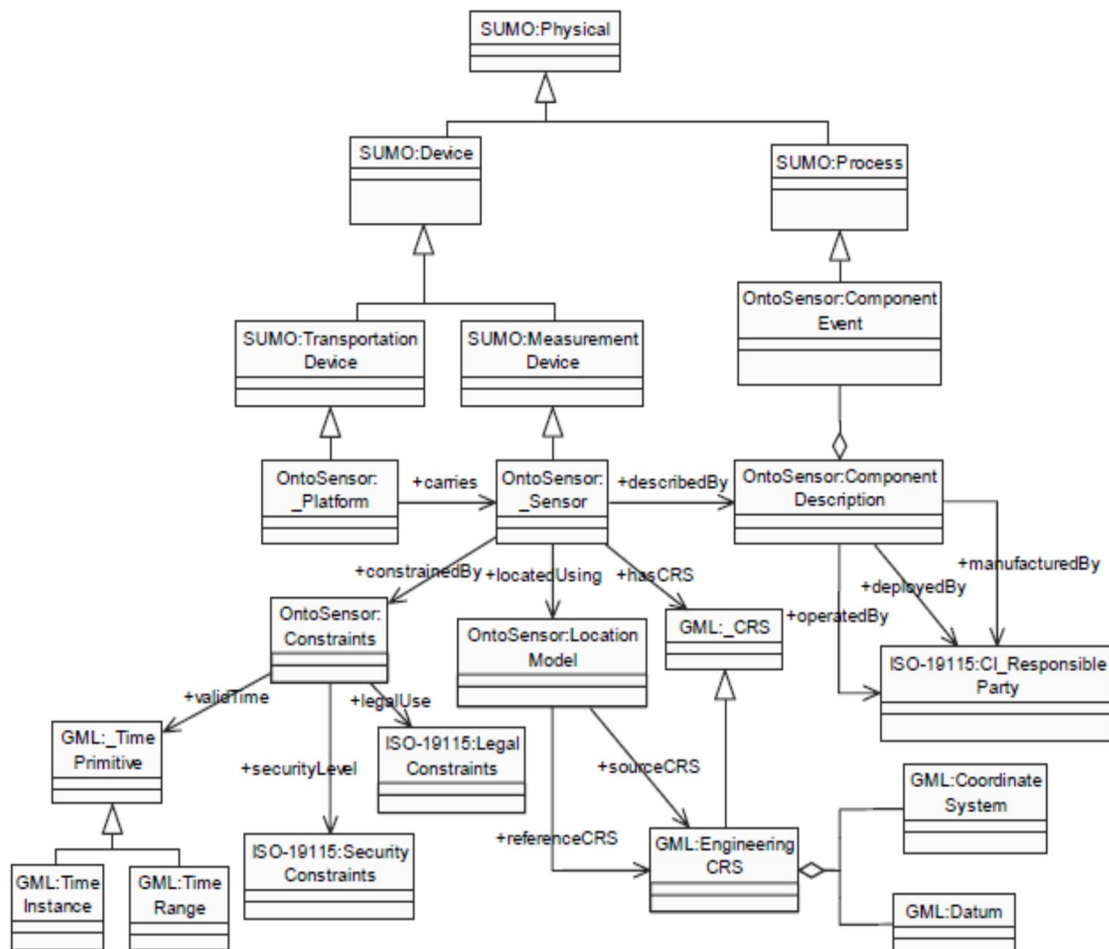 SUMO:Physical
SUMO:Device
SUMO:Process
OntoSensor:Component
Event
SUMO:Transportation
Device
SUMO:Measurement
Device
OntoSensor:
_Platform
+carries
OntoSensor:
_Sensor
+describedBy
OntoSensor:Component
Description
+constrainedBy
+locatedUsing
+hasCRS
+manufacturedBy
+deployedBy
+operatedBy
OntoSensor:
Constraints
OntoSensor:Location
Model
GML:_CRS
ISO-19115:CI_Responsible
Party
+validTime
+legalUse
GML:_Time
Primitive
ISO-19115:Legal
Constraints
+securityLevel
+sourceCRS
GML:Coordinate
System
+referenceCRS
ISO-19115:Security
Constraints
GML:Engineering
CRS
GML:Time
Instance
GML:Time
Range
GML:Datum